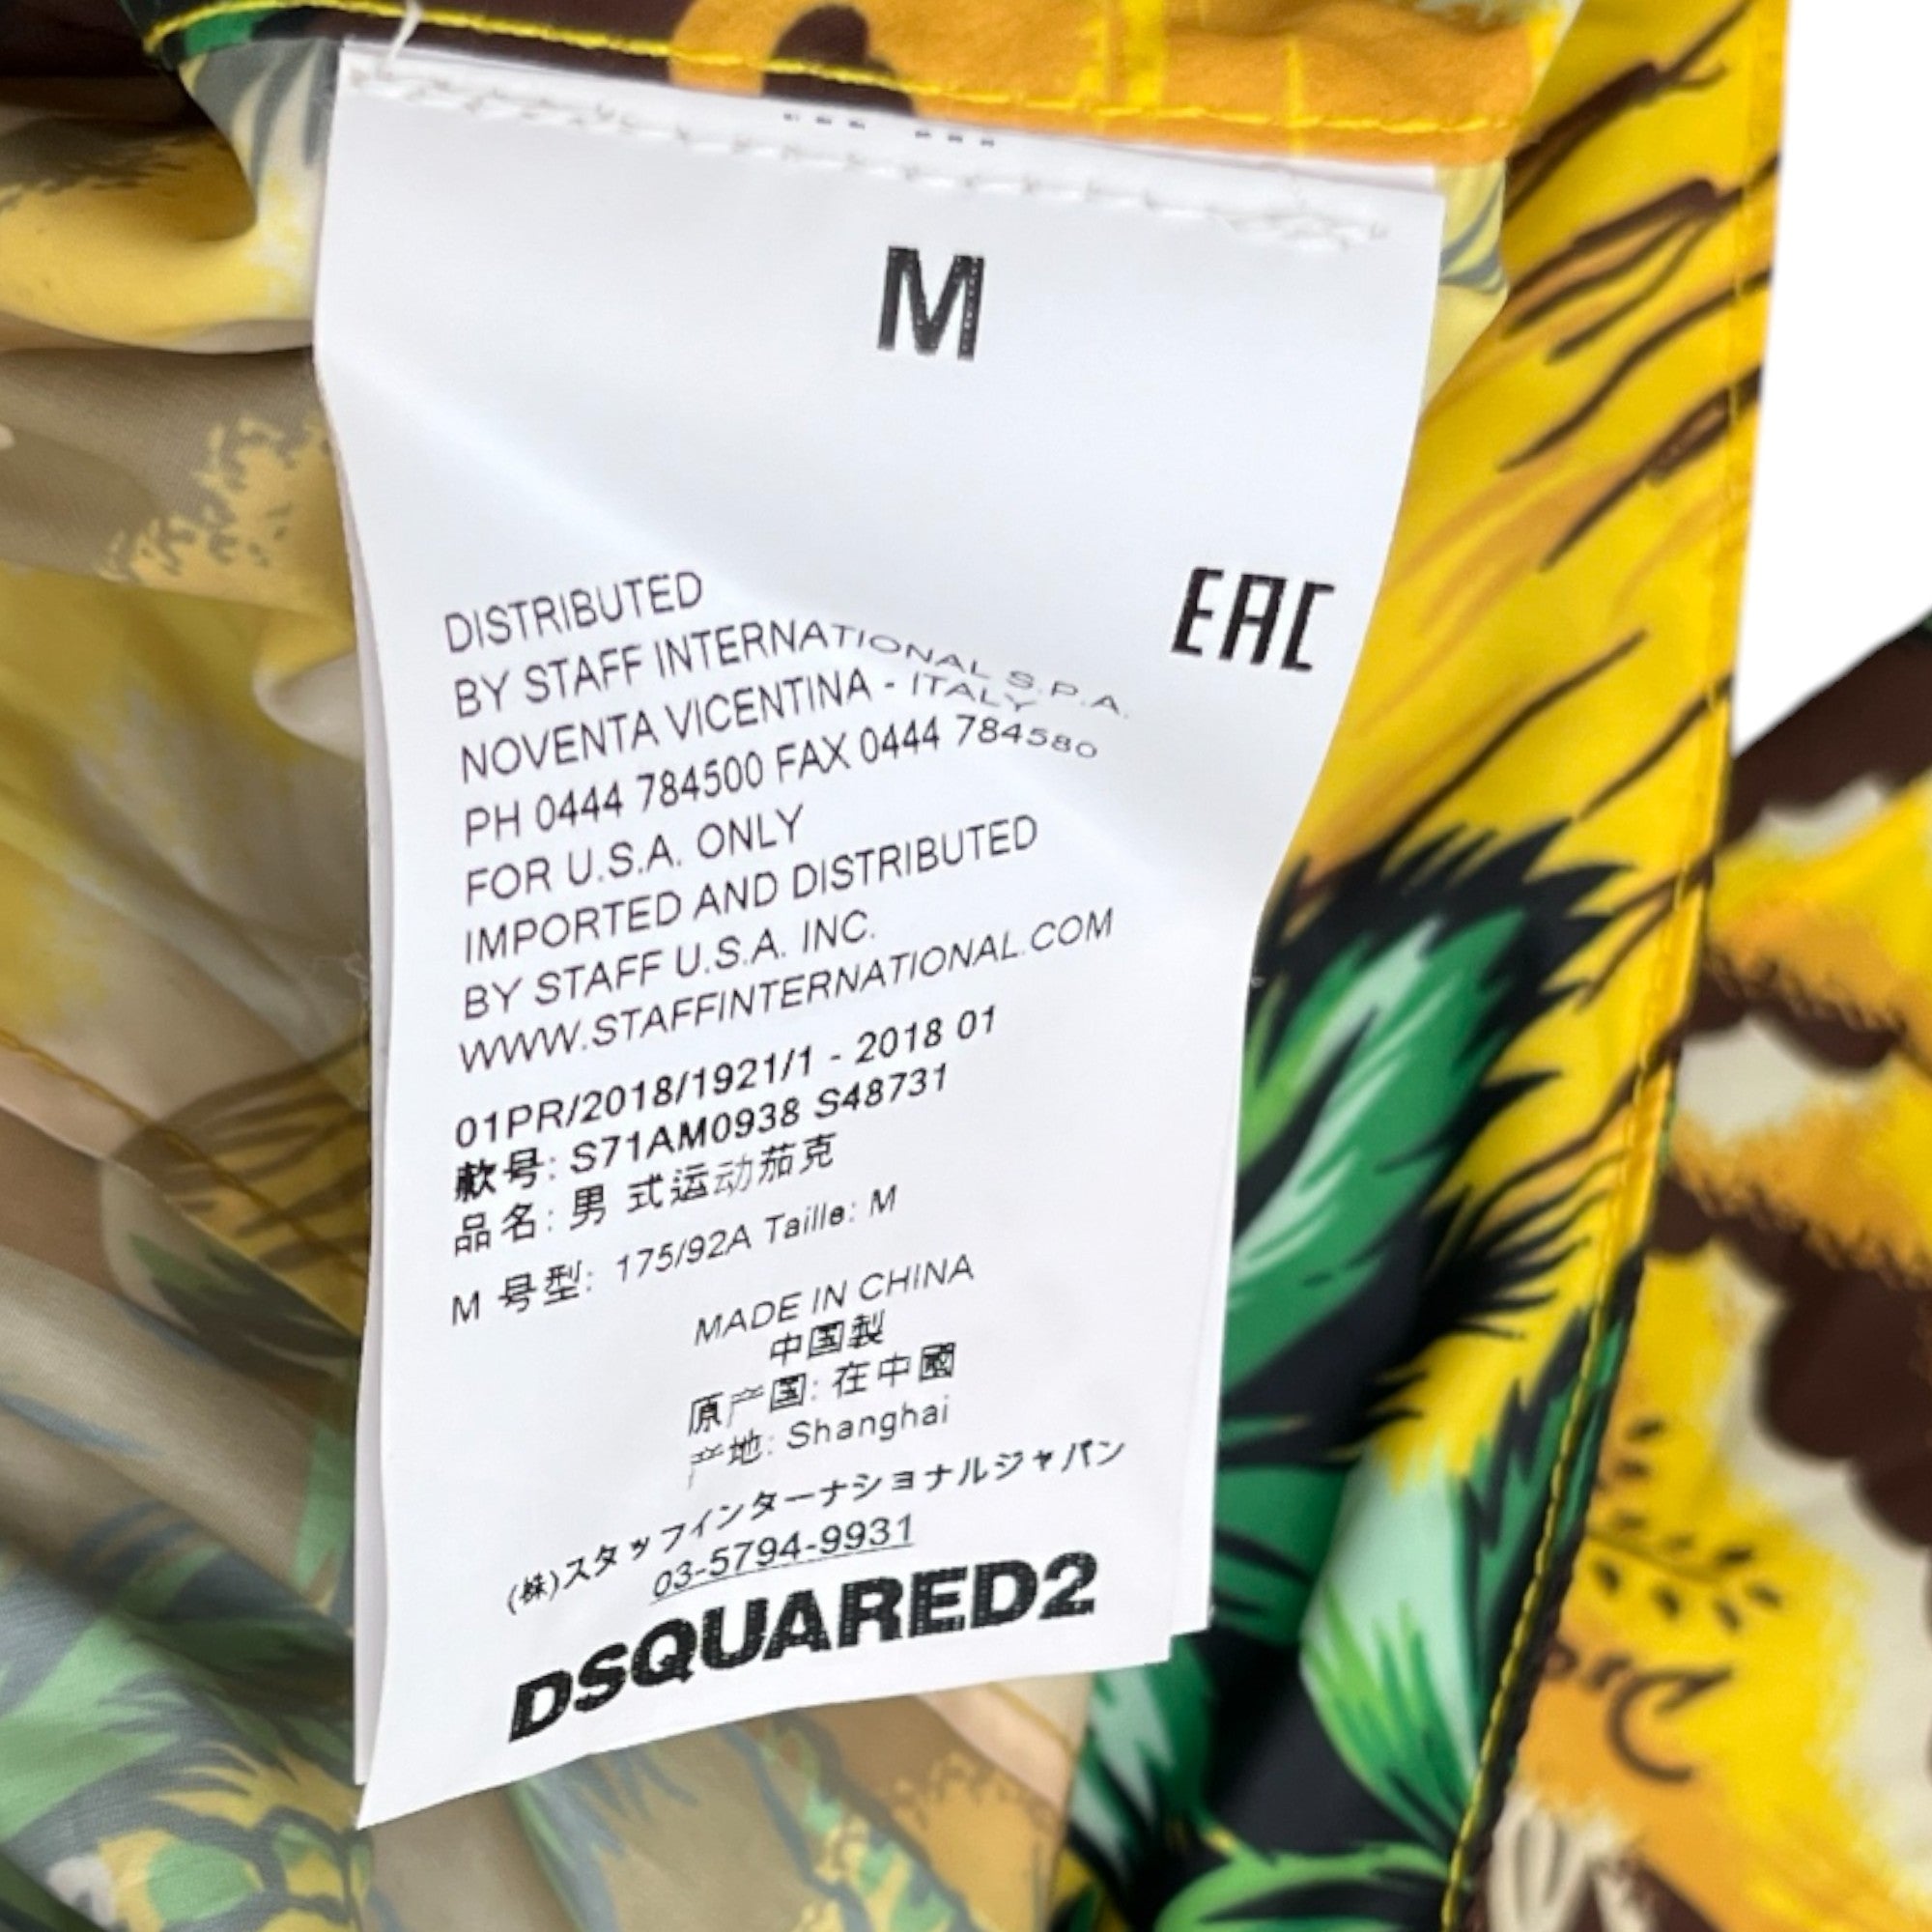 M
EAC
DISTRIBUTED
BY STAFF INTERNATIONAL S.P.A.
NOVENTA VICENTINA - ITALY
PH 0444 784500 FAX 0444 784580
FOR U.S.A. ONLY
IMPORTED AND DISTRIBUTED
BY STAFF U.S.A. INC.
WWW.STAFFINTERNATIONAL.COM
01PR/2018/1921/1 - 2018 01
款号: S71AM0938 S48731
品名: 男 式运动茄克
M 号型: 175/92A Taille: M
MADE IN CHINA
中国製
原产国: 在中國
产地: Shanghai
(株)スタッフインターナショナルジャパン
03-5794-9931
DSQUARED2